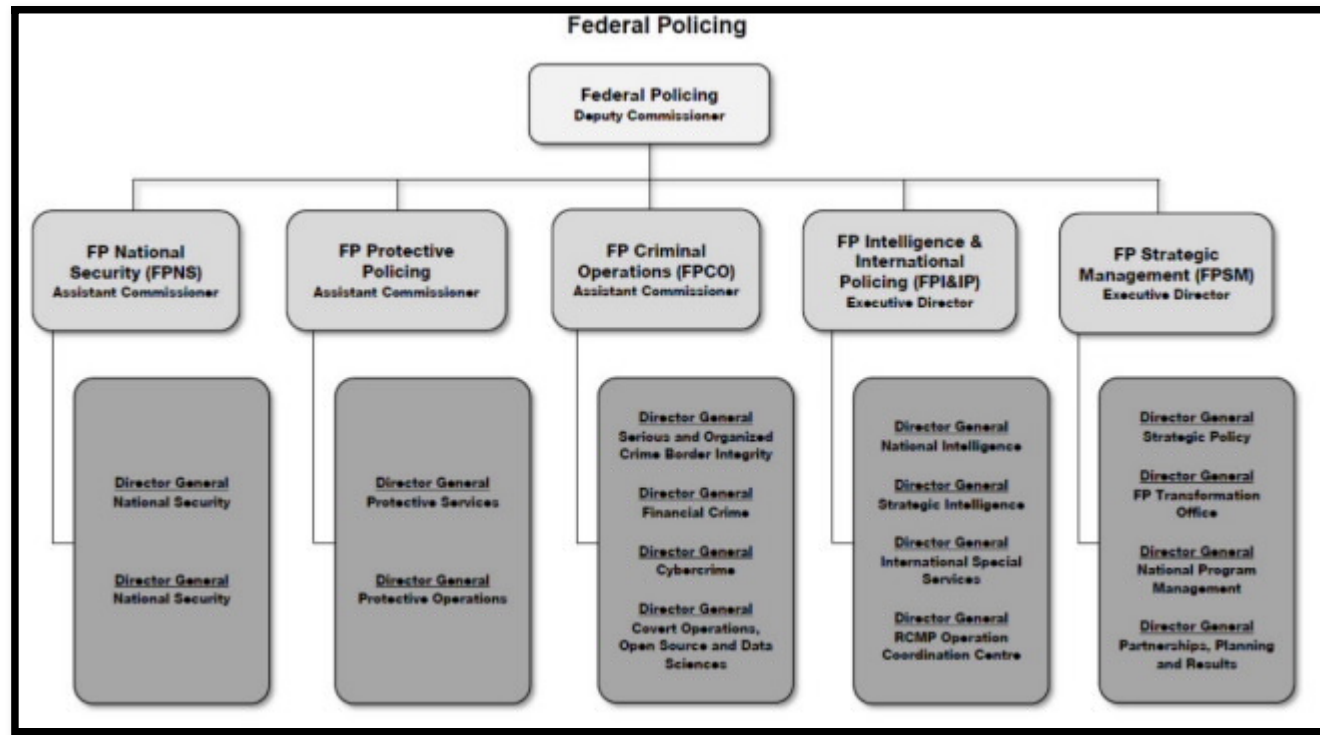 Federal Policing
Federal Policing
Deputy Commissioner
FP National
Security (FPNS)
Assistant Commissioner
FP Protective
Policing
Assistant Commissioner
FP Criminal
Operations (FPCO)
Assistant Commissioner
FP Intelligence &
International
Policing (FPI&IP)
Executive Director
FP Strategic
Management (FPSM)
Executive Director
Director General
National Security
Director General
National Security
Director General
Protective Services
Director General
Protective Operations
Director General
Serious and Organized
Crime Border Integrity
Director General
Financial Crime
Director General
Cybercrime
Director General
Covert Operations,
Open Source and Data
Sciences
Director General
National Intelligence
Director General
Strategic Intelligence
Director General
International Special
Services
Director General
RCMP Operation
Coordination Centre
Director General
Strategic Policy
Director General
FP Transformation
Office
Director General
National Program
Management
Director General
Partnerships, Planning
and Results